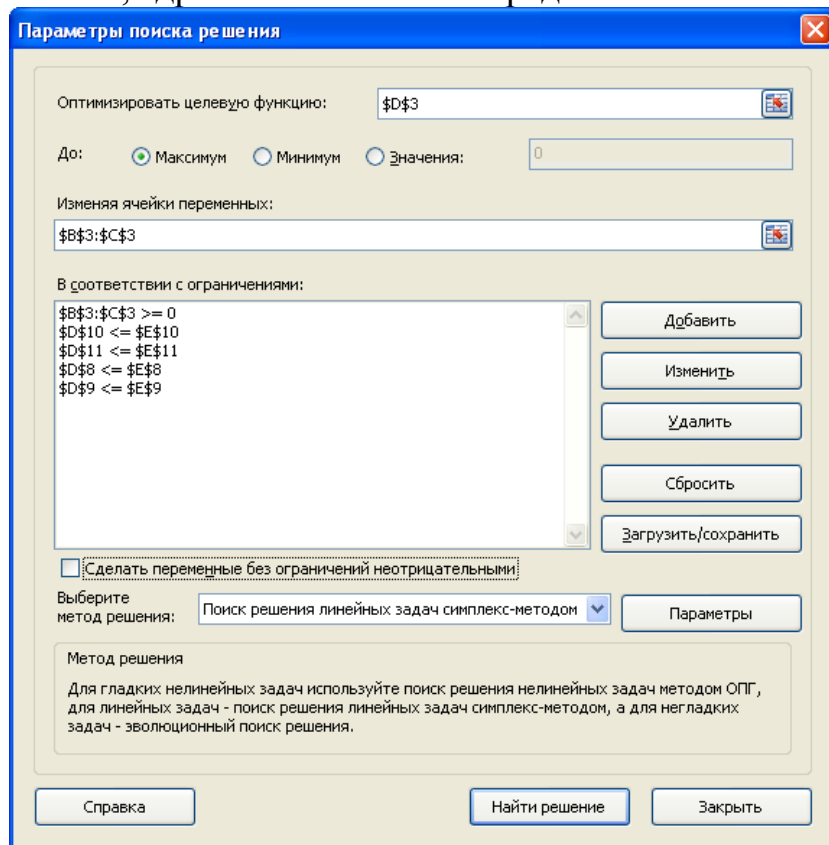 Параметры поиска решения
Оптимизировать целевую функцию: $D$3
До: Максимум Минимум Значения: 0
Изменяя ячейки переменных:
$B$3:$C$3
В соответствии с ограничениями:
$B$3:$C$3 >= 0
$D$10 <= $E$10
$D$11 <= $E$11
$D$8 <= $E$8
$D$9 <= $E$9
Добавить
Изменить
Удалить
Сбросить
Загрузить/сохранить
Сделать переменные без ограничений неотрицательными
Выберите
метод решения: Поиск решения линейных задач симплекс-методом Параметры
Метод решения
Для гладких нелинейных задач используйте поиск решения нелинейных задач методом ОПГ,
для линейных задач - поиск решения линейных задач симплекс-методом, а для негладких
задач - эволюционный поиск решения.
Справка Найти решение Закрыть